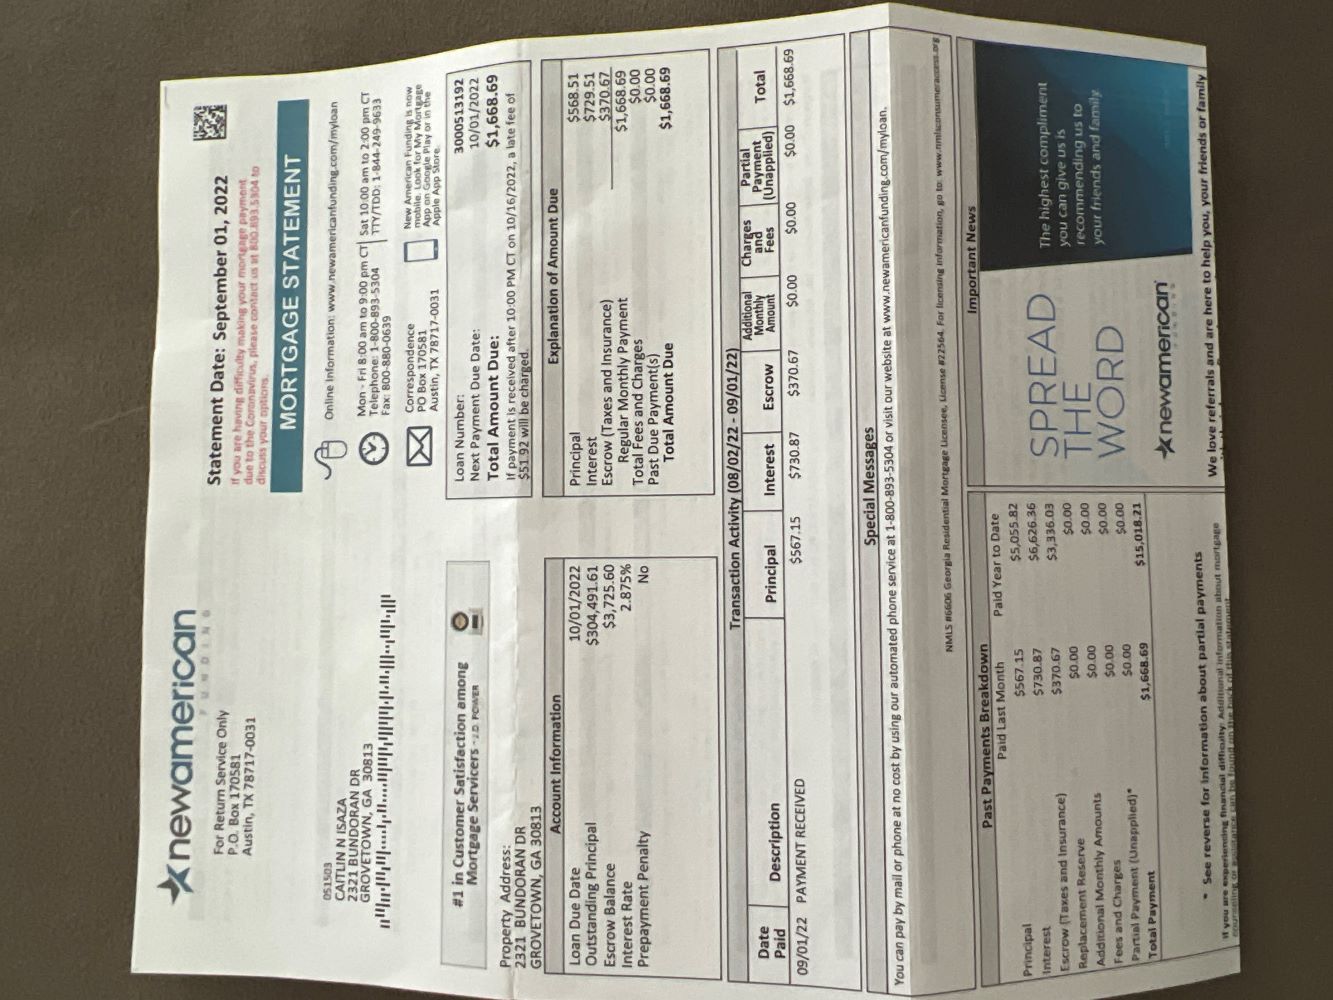 newamerican
FUNDING
For Return Service Only
P.O. Box 170581
Austin, TX 78717-0031
Statement Date: September 01, 2022
If you are having difficulty making your mortgage payment
due to the Coronavirus, please contact us at 800.893.5304 to
discuss your options.
MORTGAGE STATEMENT
051503
CAITLIN N ISAZA
2321 BUNDORAN DR
GROVETOWN, GA 30813
Online Information: www.newamericanfunding.com/myloan
Mon - Fri 8:00 am to 9:00 pm CT Sat 10:00 am to 2:00 pm CT
Telephone: 1-800-893-5304 TTY/TDD: 1-844-249-9633
Fax: 800-880-0639
Correspondence
PO Box 170581
Austin, TX 78717-0031
New American Funding is now
mobile. Look for My Mortgage
App on Google Play or in the
Apple App Store.
#1 in Customer Satisfaction among
Mortgage Servicers - J.D. POWER
Property Address:
2321 BUNDORAN DR
GROVETOWN, GA 30813
Loan Number: 3000513192
Next Payment Due Date: 10/01/2022
Total Amount Due: $1,668.69
If payment is received after 10:00 PM CT on 10/16/2022, a late fee of
$51.92 will be charged.
Account Information
Loan Due Date 10/01/2022
Outstanding Principal $304,491.61
Escrow Balance $3,725.60
Interest Rate 2.875%
Prepayment Penalty No
Explanation of Amount Due
Principal $568.51
Interest $729.51
Escrow (Taxes and Insurance) $370.67
Regular Monthly Payment $1,668.69
Total Fees and Charges $0.00
Past Due Payment(s) $0.00
Total Amount Due $1,668.69
Transaction Activity (08/02/22 - 09/01/22)
Date Paid Description Principal Interest Escrow Additional Monthly Amount Charges and Fees Partial Payment (Unapplied) Total
09/01/22 PAYMENT RECEIVED $567.15 $730.87 $370.67 $0.00 $0.00 $0.00 $1,668.69
Special Messages
You can pay by mail or phone at no cost by using our automated phone service at 1-800-893-5304 or visit our website at www.newamericanfunding.com/myloan.
NMLS #6606 Georgia Residential Mortgage Licensee, License #22564. For licensing information, go to: www.nmlsconsumeraccess.org
Past Payments Breakdown
Paid Last Month Paid Year to Date
Principal $567.15 $5,055.82
Interest $730.87 $6,626.36
Escrow (Taxes and Insurance) $370.67 $3,336.03
Replacement Reserve $0.00 $0.00
Additional Monthly Amounts $0.00 $0.00
Fees and Charges $0.00 $0.00
Partial Payment (Unapplied)* $0.00 $0.00
Total Payment $1,668.69 $15,018.21
* See reverse for information about partial payments
If you are experiencing financial difficulty: Additional information about mortgage
counseling or assistance can be found on the back of this statement
Important News
SPREAD
THE
WORD
newamerican
FUNDING
The highest compliment
you can give us is
recommending us to
your friends and family.
We love referrals and are here to help you, your friends or family